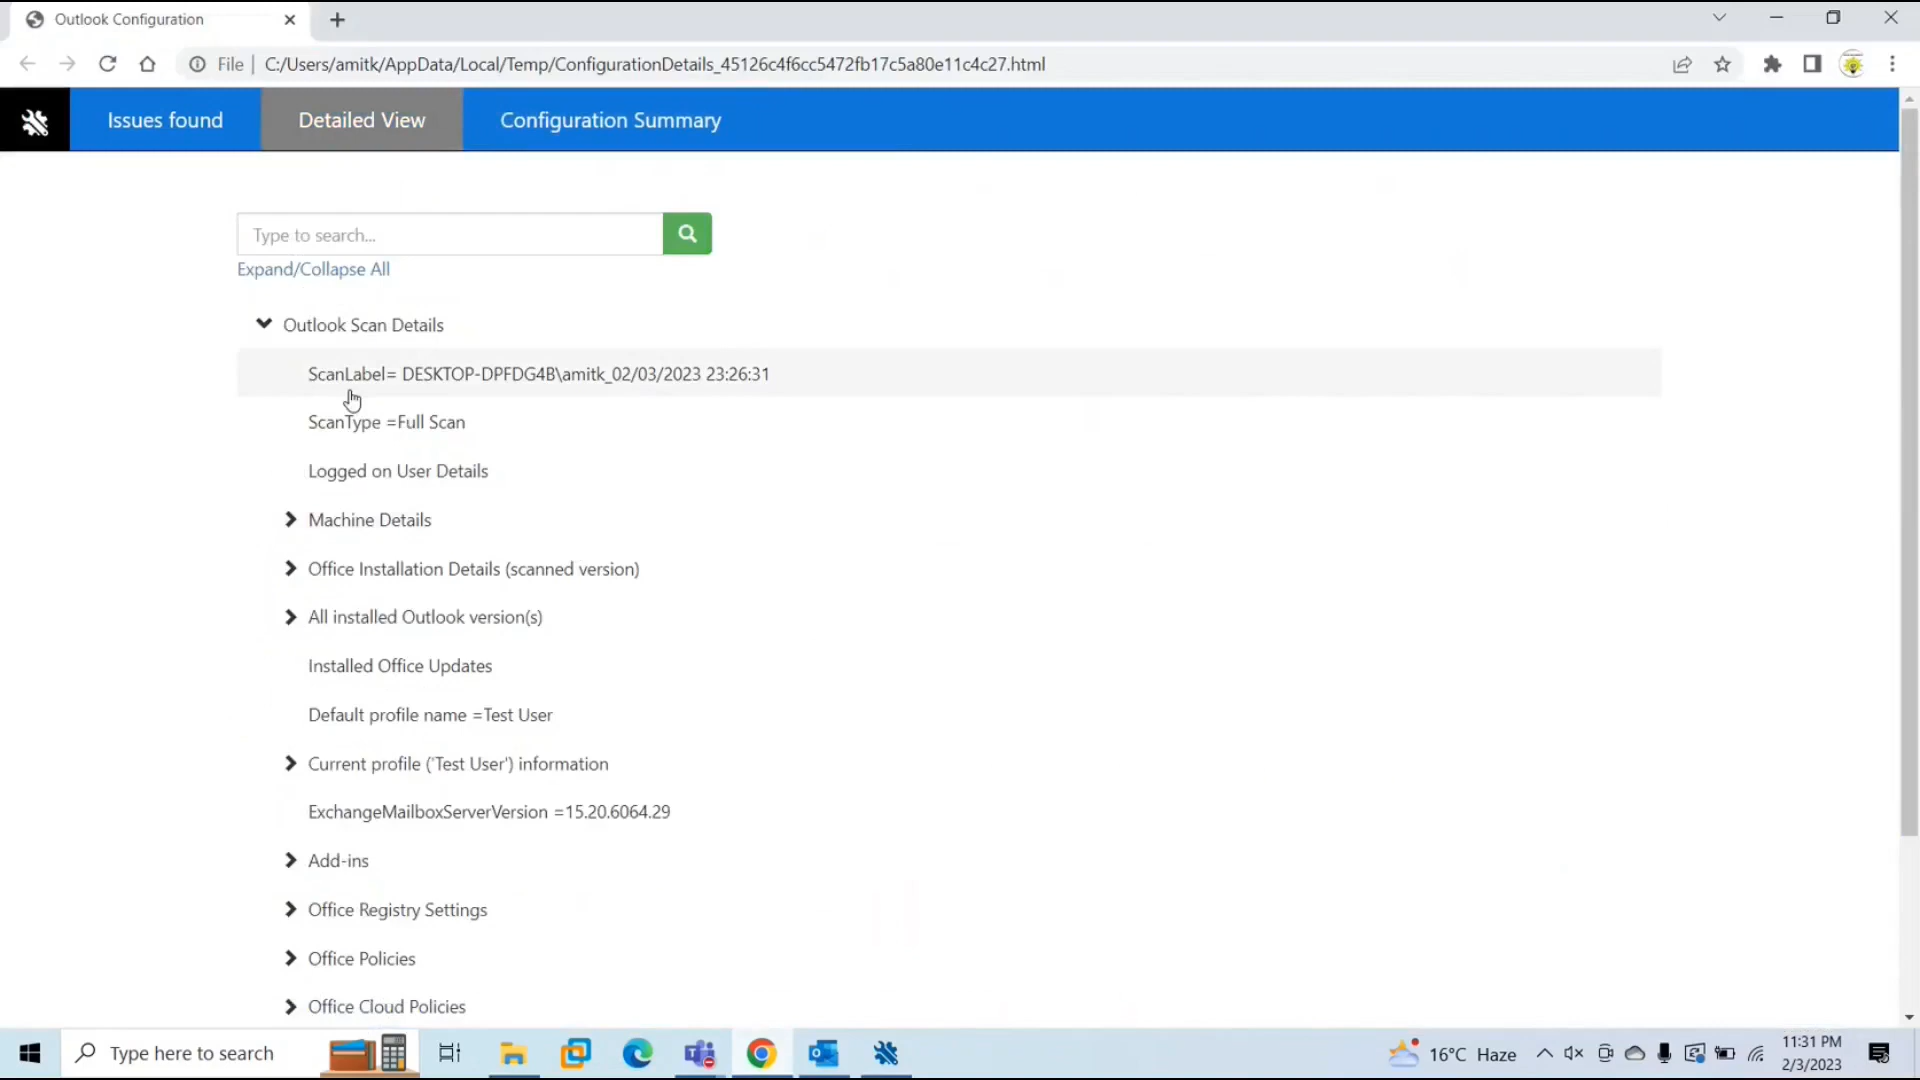 Outlook Configuration
File | C:/Users/amitk/AppData/Local/Temp/ConfigurationDetails_45126c4f6cc5472fb17c5a80e11c4c27.html
Issues found
Detailed View
Configuration Summary
Type to search...
Expand/Collapse All
Outlook Scan Details
ScanLabel= DESKTOP-DPFDG4B\amitk_02/03/2023 23:26:31
ScanType =Full Scan
Logged on User Details
Machine Details
Office Installation Details (scanned version)
All installed Outlook version(s)
Installed Office Updates
Default profile name =Test User
Current profile ('Test User') information
ExchangeMailboxServerVersion =15.20.6064.29
Add-ins
Office Registry Settings
Office Policies
Office Cloud Policies
Type here to search
16°C Haze
11:31 PM
2/3/2023